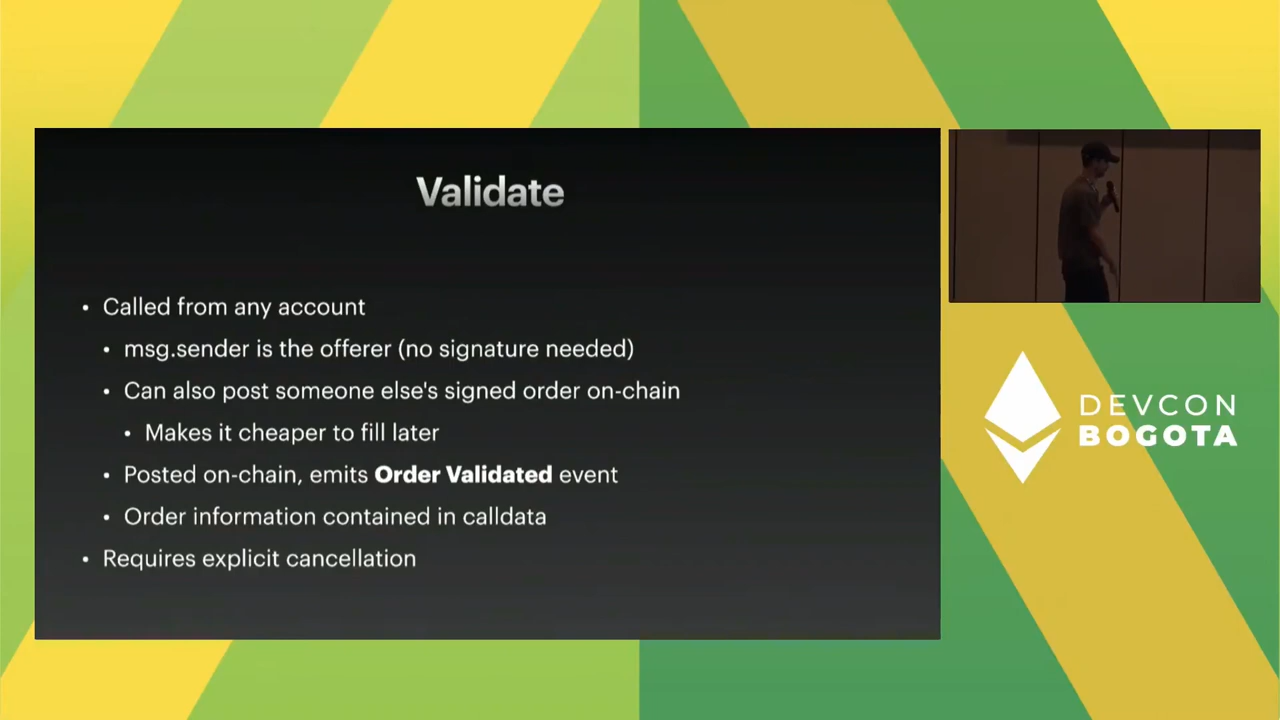 Validate
• Called from any account
• msg.sender is the offerer (no signature needed)
• Can also post someone else's signed order on-chain
• Makes it cheaper to fill later
• Posted on-chain, emits Order Validated event
• Order information contained in calldata
• Requires explicit cancellation
DEVCON
BOGOTA